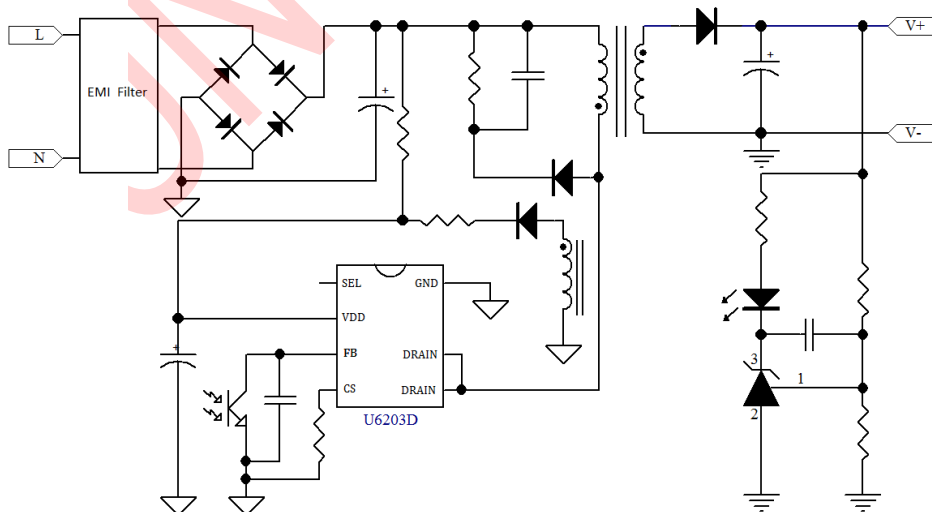 L
V+
EMI Filter
V-
N
SEL
GND
VDD
FB
DRAIN
3
CS
DRAIN
1
2
U6203D
+
+
+